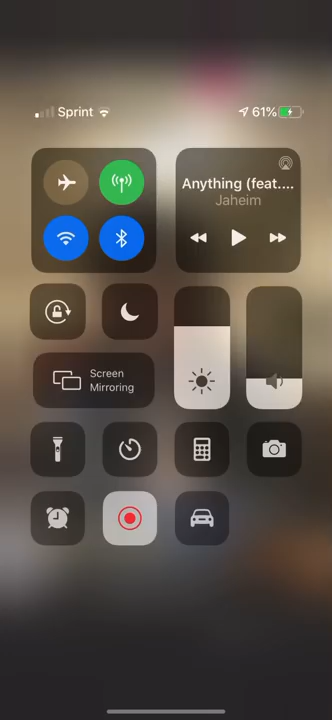 Sprint
61%
Anything (feat....
Jaheim
Screen
Mirroring